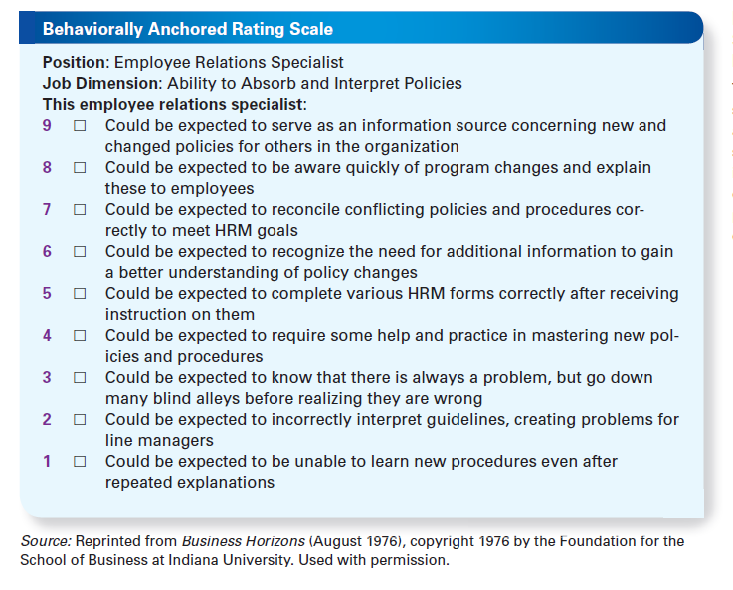 Behaviorally Anchored Rating Scale
Position: Employee Relations Specialist
Job Dimension: Ability to Absorb and Interpret Policies
This employee relations specialist:
9 □ Could be expected to serve as an information source concerning new and
changed policies for others in the organization
8 □ Could be expected to be aware quickly of program changes and explain
these to employees
7 □ Could be expected to reconcile conflicting policies and procedures cor-
rectly to meet HRM goals
6 □ Could be expected to recognize the need for additional information to gain
a better understanding of policy changes
5 □ Could be expected to complete various HRM forms correctly after receiving
instruction on them
4 □ Could be expected to require some help and practice in mastering new pol-
icies and procedures
3 □ Could be expected to know that there is always a problem, but go down
many blind alleys before realizing they are wrong
2 □ Could be expected to incorrectly interpret guidelines, creating problems for
line managers
1 □ Could be expected to be unable to learn new procedures even after
repeated explanations
Source: Reprinted from Business Horizons (August 1976), copyright 1976 by the Foundation for the
School of Business at Indiana University. Used with permission.